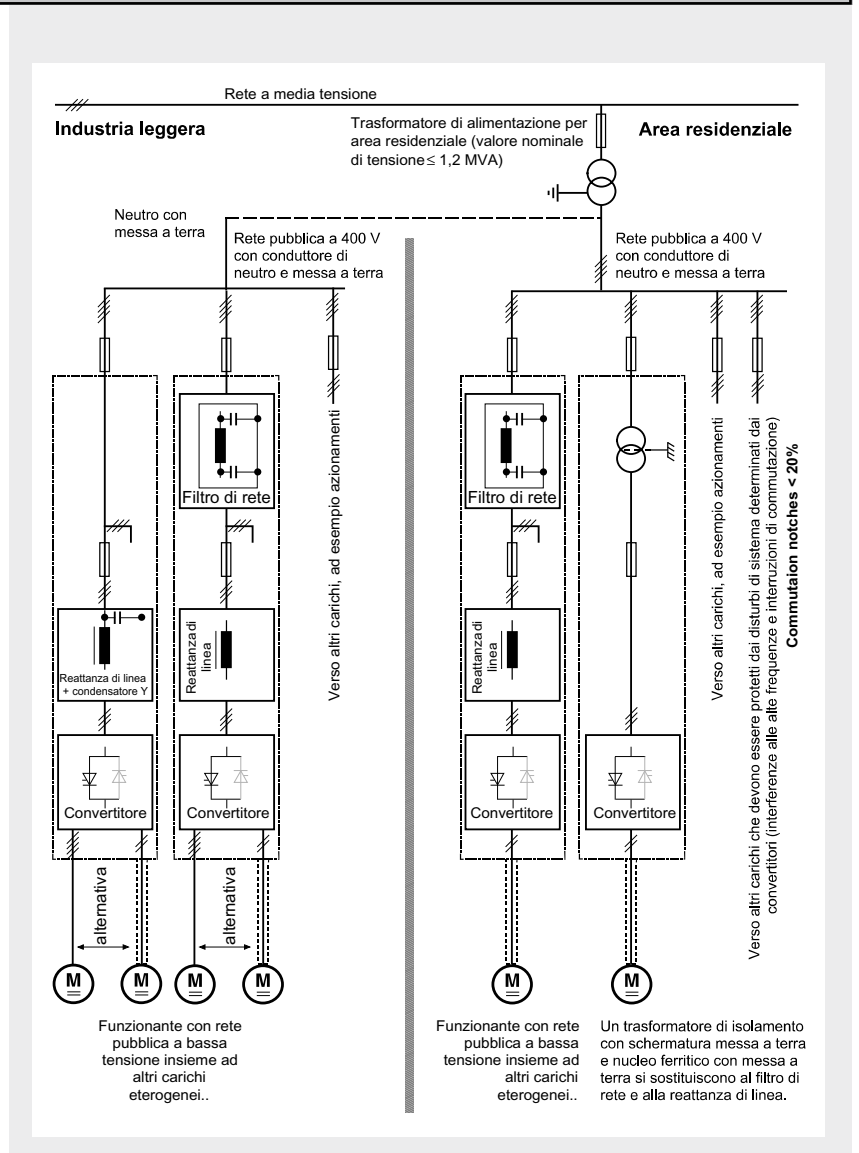 Rete a media tensione
Industria leggera
Trasformatore di alimentazione per
area residenziale (valore nominale
di tensione≤ 1,2 MVA)
Area residenziale
Neutro con
messa a terra
Rete pubblica a 400 V
con conduttore di
neutro e messa a terra
Rete pubblica a 400 V
con conduttore di
neutro e messa a terra
Filtro di rete
Filtro di rete
Verso altri carichi, ad esempio azionamenti
Verso altri carichi, ad esempio azionamenti
Verso altri carichi che devono essere protetti dai disturbi di sistema determinati dai
convertitori (interferenze alle alte frequenze e interruzioni di commutazione)
Commutaion notches < 20%
Reattanza di linea
+ condensatore Y
Reattanza di
linea
Reattanza di
linea
Convertitore
Convertitore
Convertitore
Convertitore
alternativa
alternativa
M
M
M
M
M
M
Funzionante con rete
pubblica a bassa
tensione insieme ad
altri carichi
eterogenei..
Funzionante con rete
pubblica a bassa
tensione insieme ad
altri carichi
eterogenei..
Un trasformatore di isolamento
con schermatura messa a terra
e nucleo ferritico con messa a
terra si sostituiscono al filtro di
rete e alla reattanza di linea.